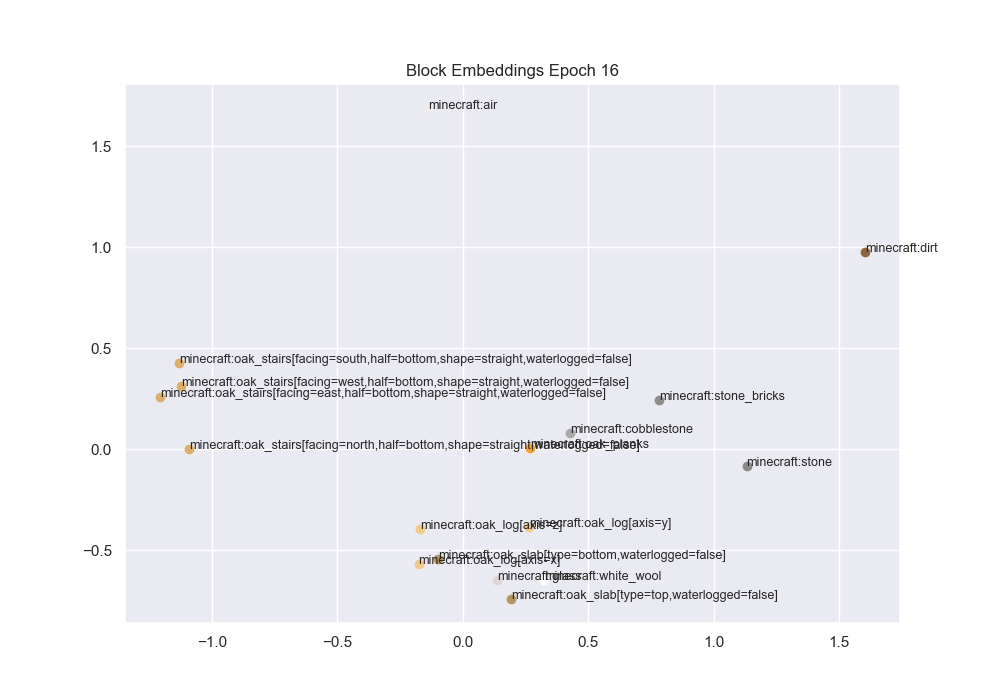 Block Embeddings Epoch 16
minecraft:air
1.5
minecraft:dirt
1.0
0.5
minecraft:oak_stairs[facing=south,half=bottom,shape=straight,waterlogged=false]
minecraft:oak_stairs[facing=west,half=bottom,shape=straight,waterlogged=false]
minecraft:oak_stairs[facing=east,half=bottom,shape=straight,waterlogged=false]
minecraft:stone_bricks
minecraft:cobblestone
minecraft:oak_planks
minecraft:oak_stairs[facing=north,half=bottom,shape=straight,waterlogged=false]
0.0
minecraft:stone
minecraft:oak_log[axis=z]
minecraft:oak_log[axis=y]
−0.5
minecraft:oak_slab[type=bottom,waterlogged=false]
minecraft:oak_log[axis=x]
minecraft:glass
minecraft:white_wool
minecraft:oak_slab[type=top,waterlogged=false]
−1.0 −0.5 0.0 0.5 1.0 1.5